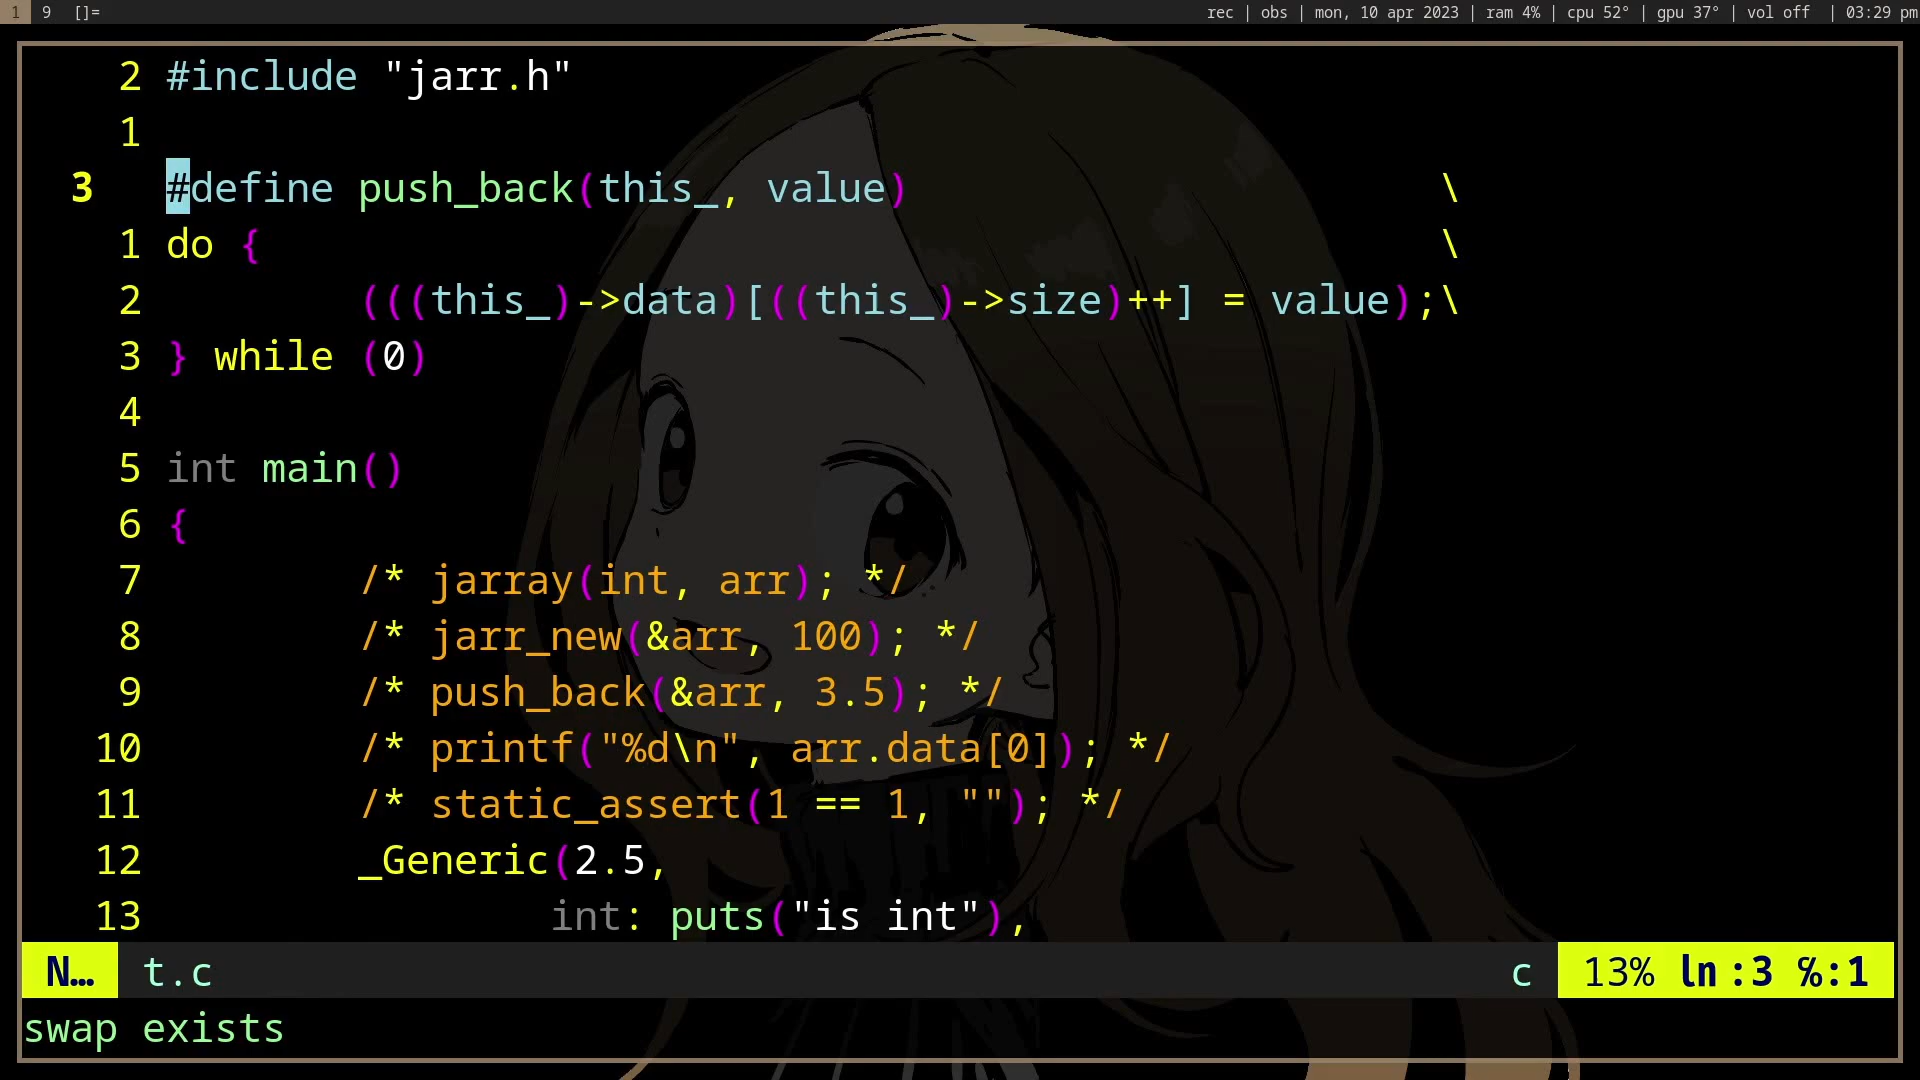 1 9 []= rec | obs | mon, 10 apr 2023 | ram 4% | cpu 52° | gpu 37° | vol off | 03:29 pm
2 #include "jarr.h"
1
3 #define push_back(this_, value) \
1 do { \
2 (((this_)->data)[((this_)->size)++] = value);\
3 } while (0)
4
5 int main()
6 {
7 /* jarray(int, arr); */
8 /* jarr_new(&arr, 100); */
9 /* push_back(&arr, 3.5); */
10 /* printf("%d\n", arr.data[0]); */
11 /* static_assert(1 == 1, ""); */
12 _Generic(2.5,
13 int: puts("is int"),
N… t.c c 13% ln :3 ℅:1
swap exists